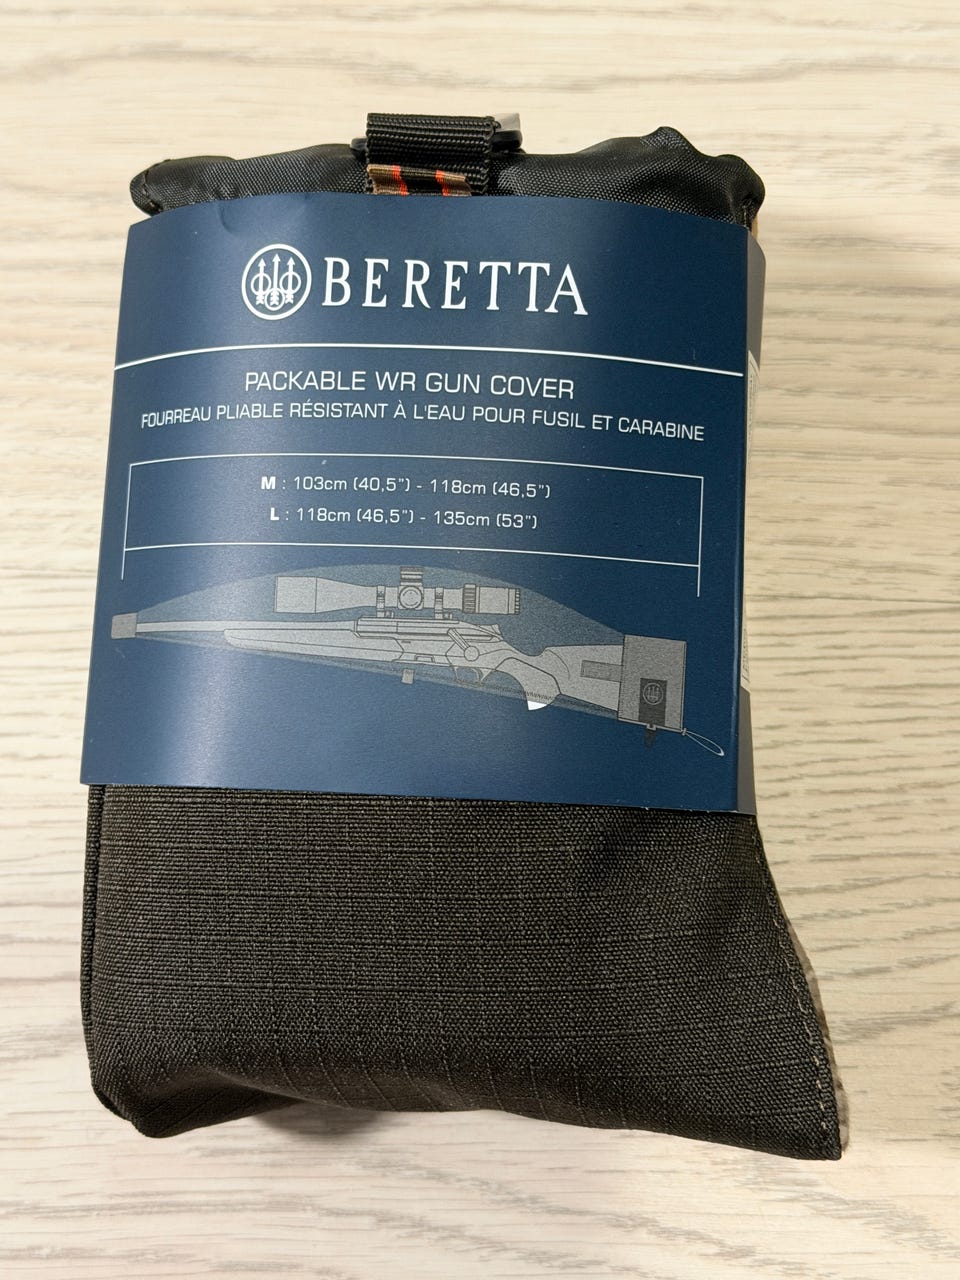 BERETTA
PACKABLE WR GUN COVER
FOURREAU PLIABLE RÉSISTANT À L'EAU POUR FUSIL ET CARABINE
M : 103cm (40,5") - 118cm (46,5")
L : 118cm (46,5") - 135cm (53")